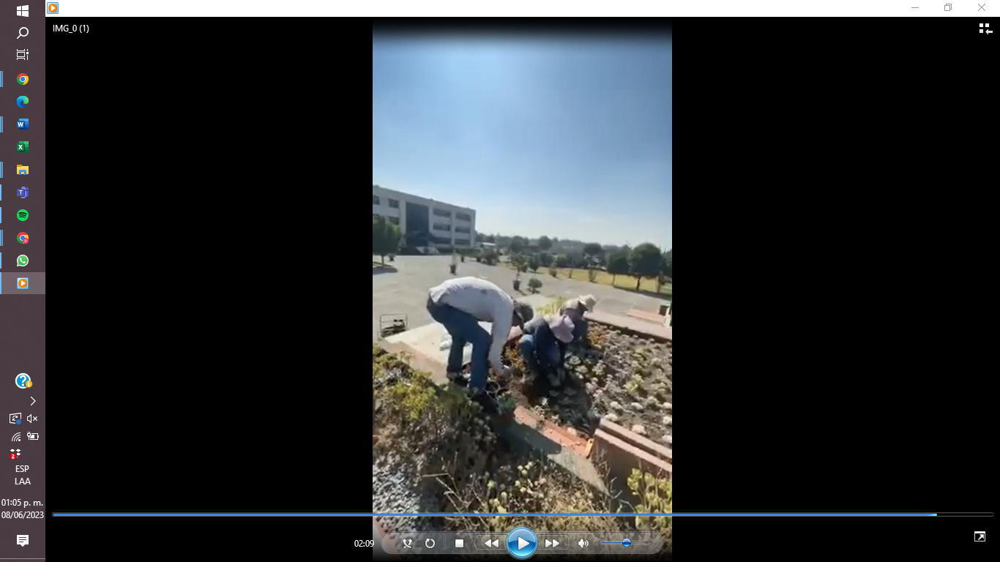 IMG_0 (1)
ESP
LAA
01:05 p. m.
08/06/2023
02:09